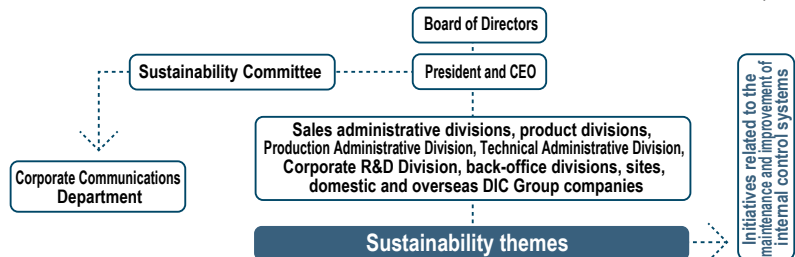 Board of Directors
Sustainability Committee
President and CEO
Sales administrative divisions, product divisions,
Production Administrative Division, Technical Administrative Division,
Corporate R&D Division, back-office divisions, sites,
domestic and overseas DIC Group companies
Corporate Communications
Department
Sustainability themes
Initiatives related to the
maintenance and improvement of
internal control systems